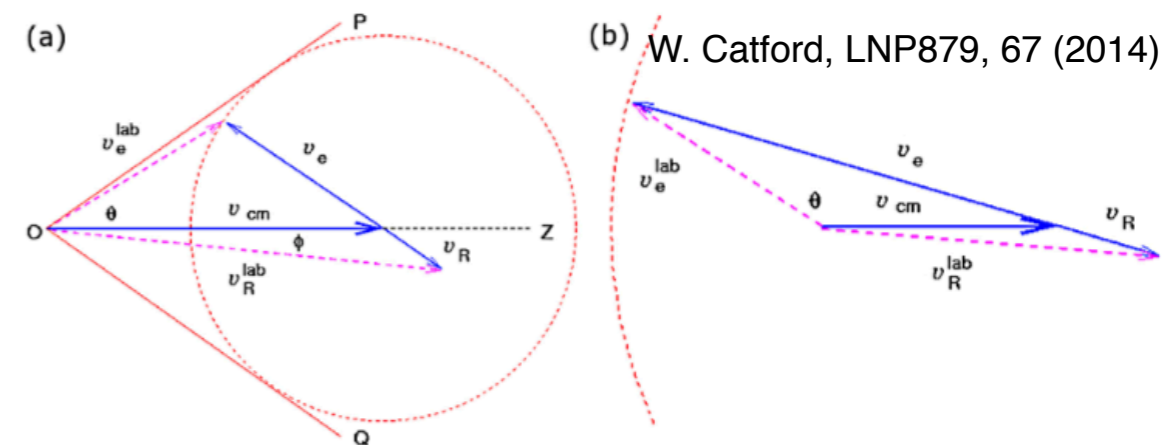 (a)
P
v_e^lab
v_e
θ
v_cm
O
Z
ϕ
v_R
v_R^lab
Q
(b)
W. Catford, LNP879, 67 (2014)
v_e
v_e^lab
θ
v_cm
v_R
v_R^lab